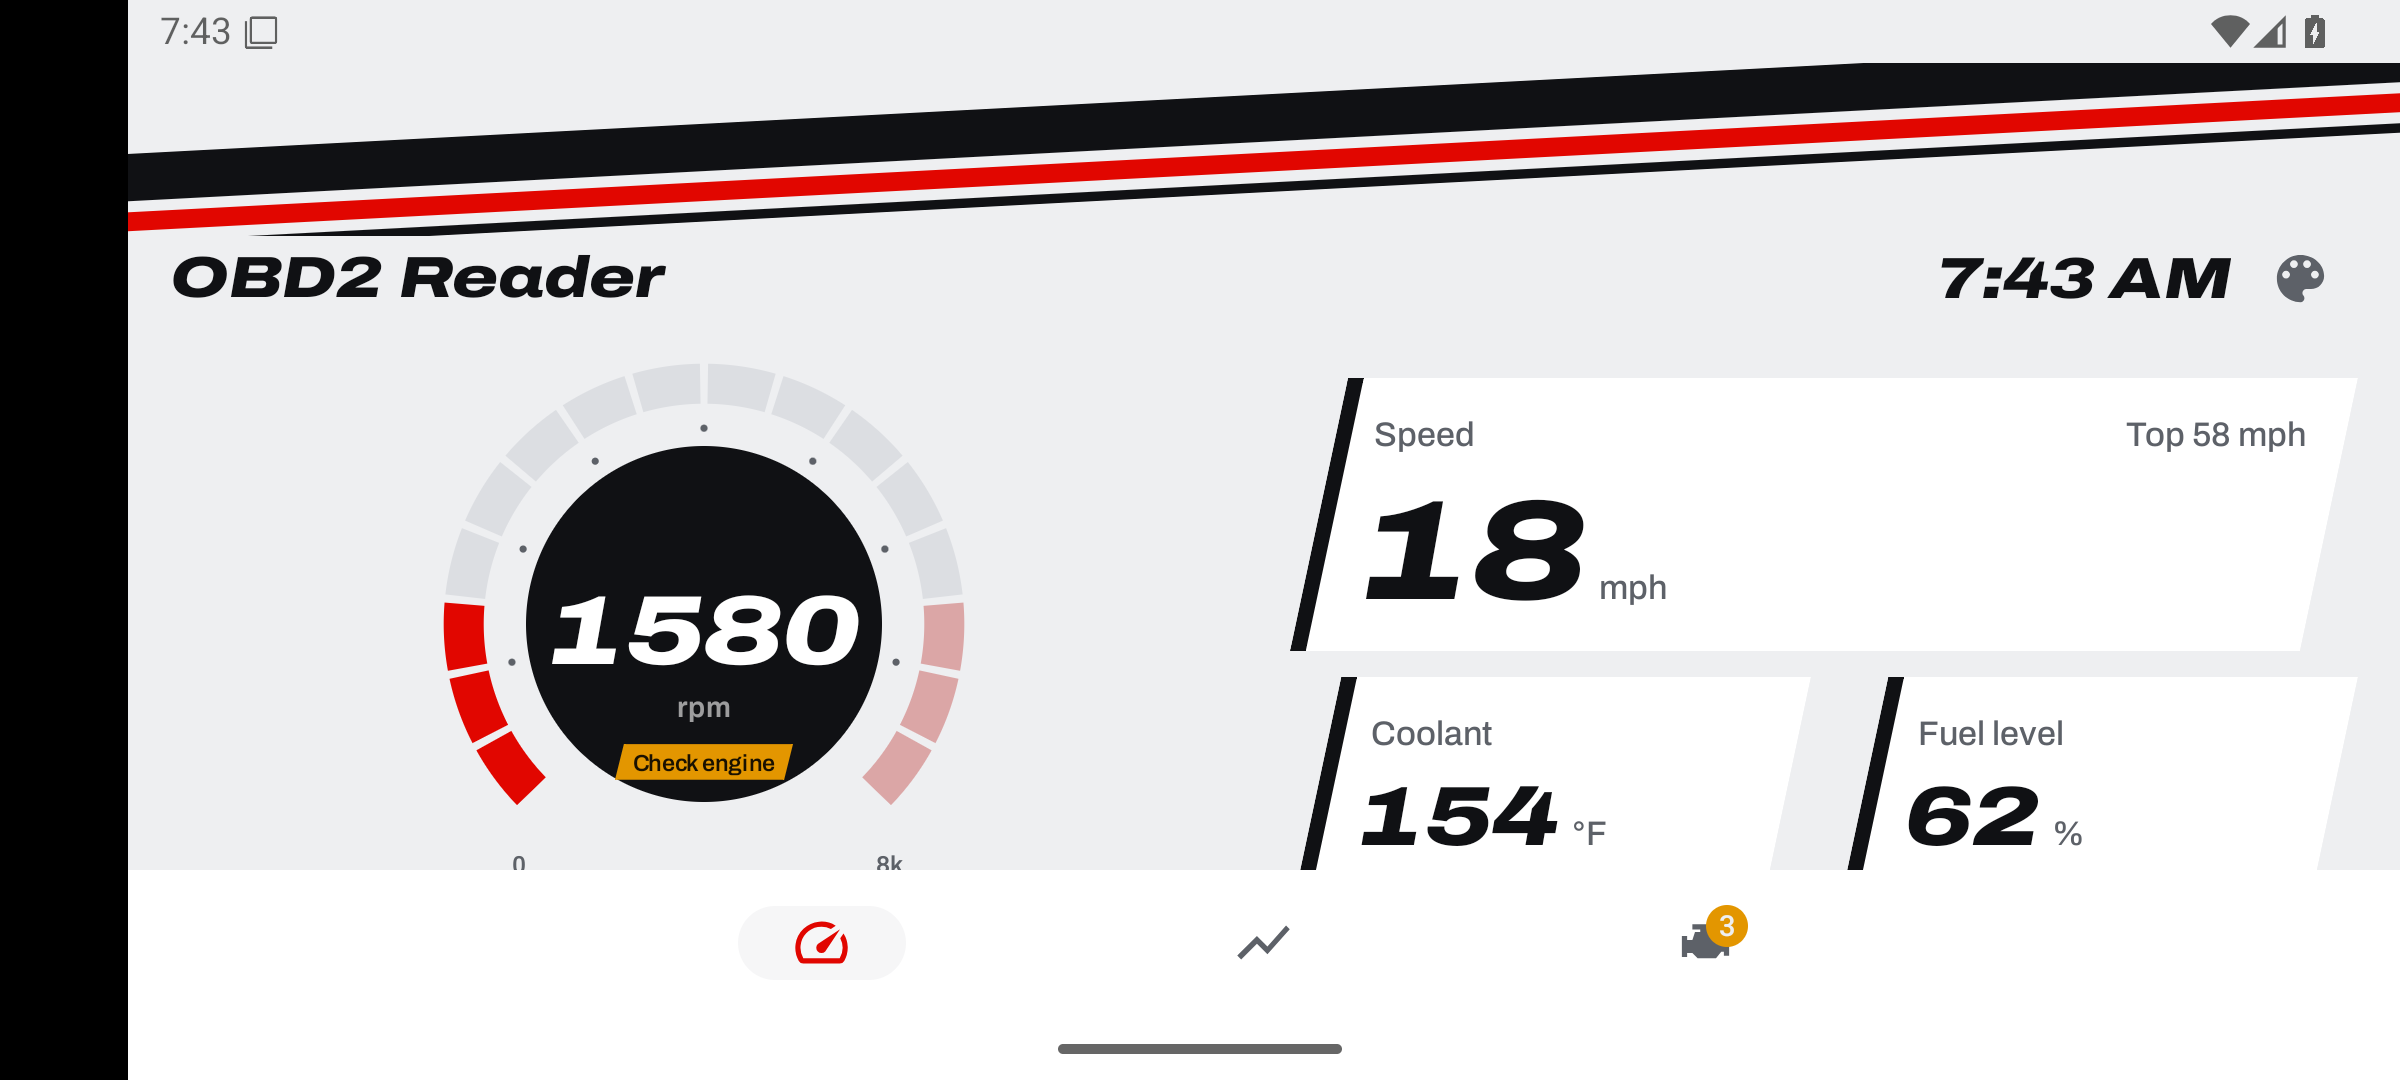 7:43
OBD2 Reader
7:43 AM
1580
rpm
Check engine
0
8k
Speed
Top 58 mph
18 mph
Coolant
154 °F
Fuel level
62 %
3